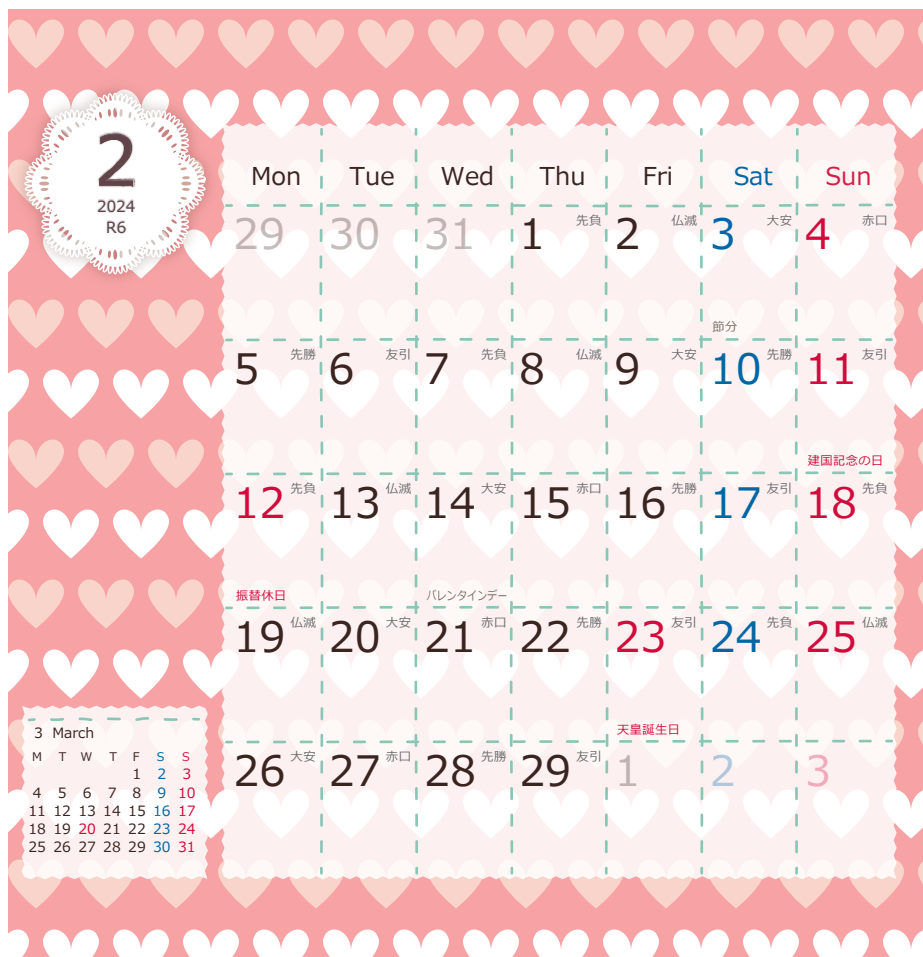 2
2024
R6
Mon Tue Wed Thu Fri Sat Sun
29 30 31 1 先負 2 仏滅 3 大安 4 赤口
節分
5 先勝 6 友引 7 先負 8 仏滅 9 大安 10 先勝 11 友引
建国記念の日
12 先負 13 仏滅 14 大安 15 赤口 16 先勝 17 友引 18 先負
振替休日 バレンタインデー
19 仏滅 20 大安 21 赤口 22 先勝 23 友引 24 先負 25 仏滅
天皇誕生日
26 大安 27 赤口 28 先勝 29 友引 1 2 3
3 March
M T W T F S S
1 2 3
4 5 6 7 8 9 10
11 12 13 14 15 16 17
18 19 20 21 22 23 24
25 26 27 28 29 30 31